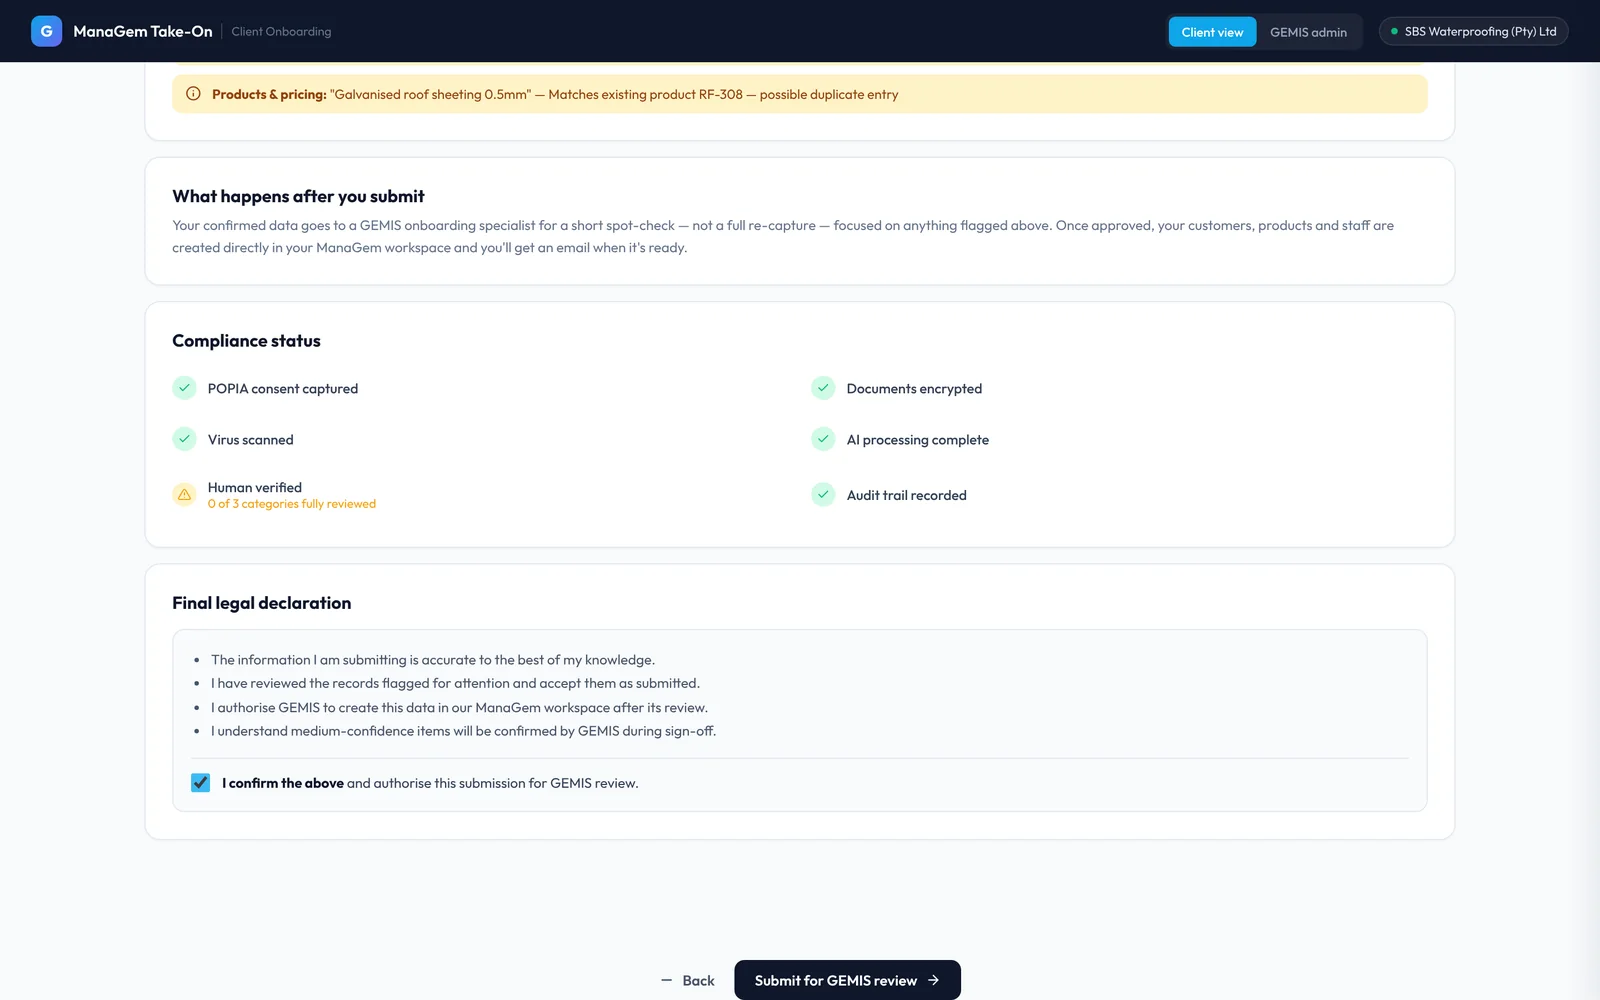 G ManaGem Take-On Client Onboarding Client view GEMIS admin SBS Waterproofing (Pty) Ltd
Products & pricing: "Galvanised roof sheeting 0.5mm" — Matches existing product RF-308 — possible duplicate entry
What happens after you submit
Your confirmed data goes to a GEMIS onboarding specialist for a short spot-check — not a full re-capture — focused on anything flagged above. Once approved, your customers, products and staff are
created directly in your ManaGem workspace and you'll get an email when it's ready.
Compliance status
POPIA consent captured
Documents encrypted
Virus scanned
AI processing complete
Human verified
0 of 3 categories fully reviewed
Audit trail recorded
Final legal declaration
• The information I am submitting is accurate to the best of my knowledge.
• I have reviewed the records flagged for attention and accept them as submitted.
• I authorise GEMIS to create this data in our ManaGem workspace after its review.
• I understand medium-confidence items will be confirmed by GEMIS during sign-off.
I confirm the above and authorise this submission for GEMIS review.
— Back Submit for GEMIS review →